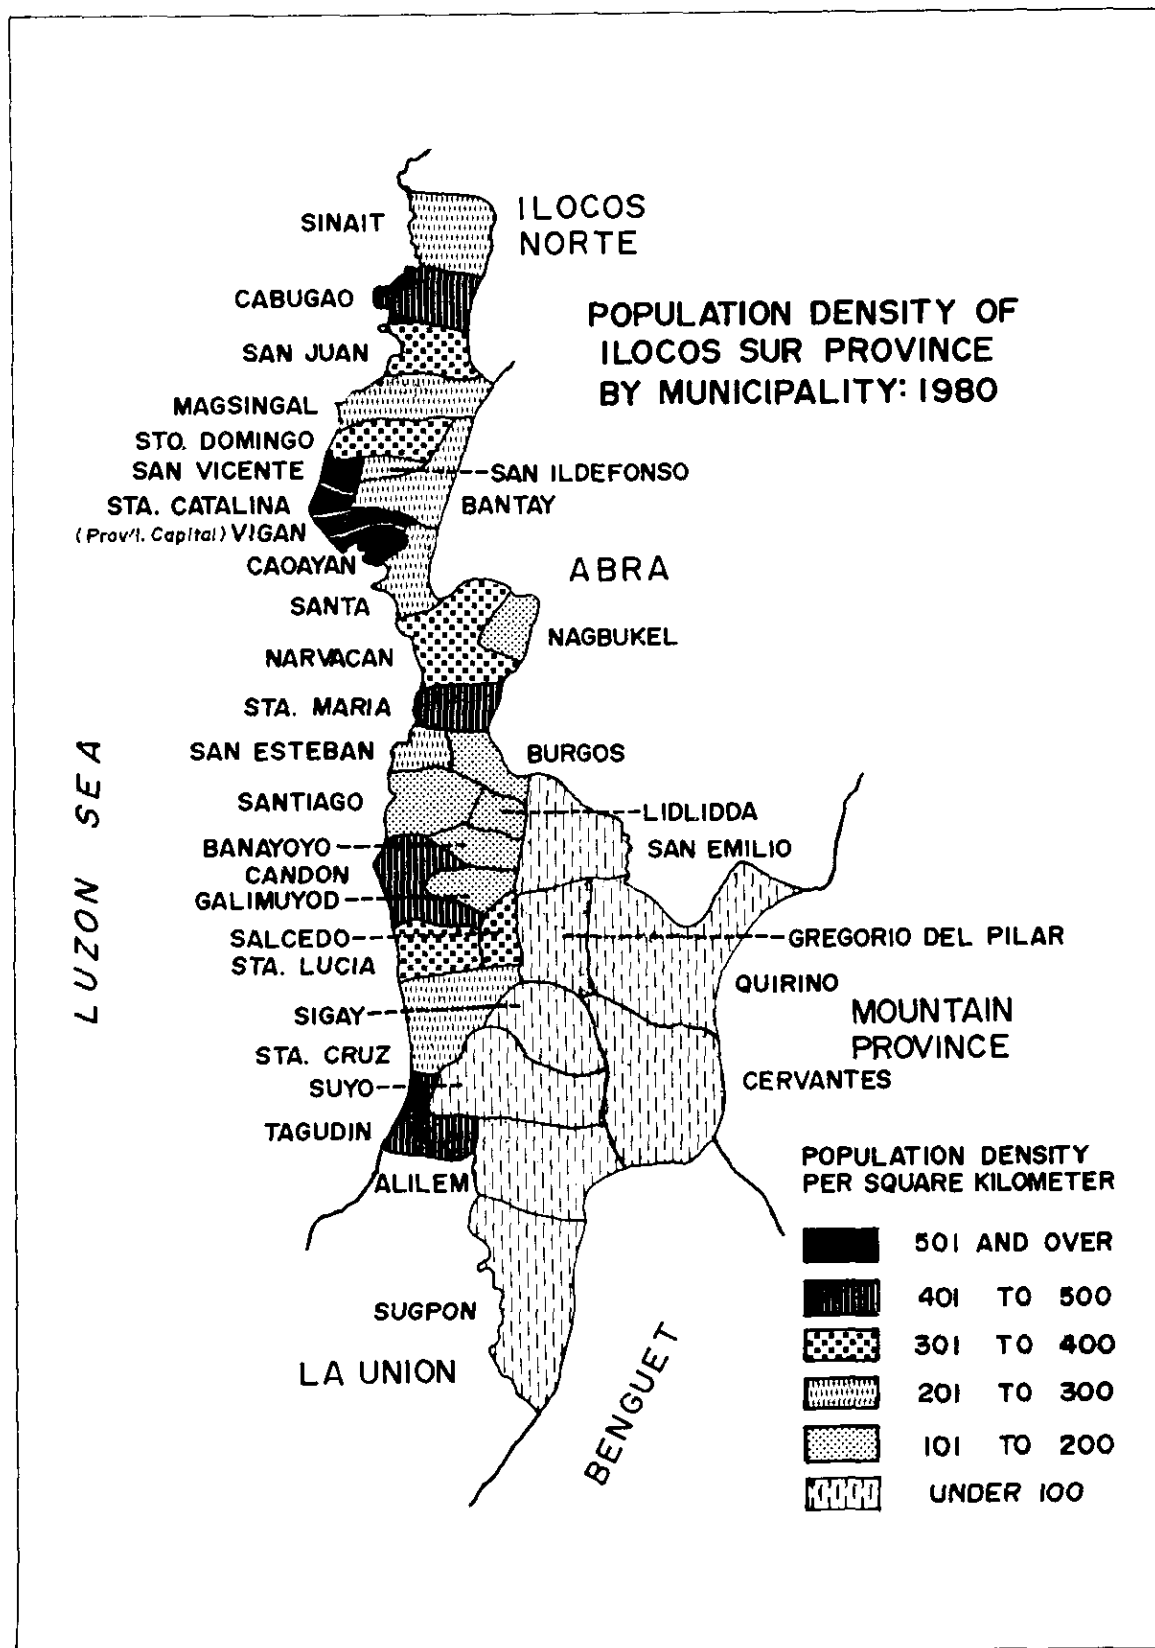 SINAIT
ILOCOS
NORTE
CABUGAO
POPULATION DENSITY OF
ILOCOS SUR PROVINCE
BY MUNICIPALITY: 1980
SAN JUAN
MAGSINGAL
STO. DOMINGO
SAN VICENTE
SAN ILDEFONSO
STA. CATALINA
BANTAY
(Prov'l. Capital) VIGAN
CAOAYAN
ABRA
SANTA
NAGBUKEL
NARVACAN
STA. MARIA
SAN ESTEBAN
BURGOS
SANTIAGO
LIDLIDDA
BANAYOYO
SAN EMILIO
CANDON
GALIMUYOD
SALCEDO
GREGORIO DEL PILAR
STA. LUCIA
QUIRINO
LUZON SEA
SIGAY
MOUNTAIN
PROVINCE
STA. CRUZ
CERVANTES
SUYO
TAGUDIN
ALILEM
SUGPON
LA UNION
BENGUET
POPULATION DENSITY
PER SQUARE KILOMETER
501 AND OVER
401 TO 500
301 TO 400
201 TO 300
101 TO 200
UNDER 100